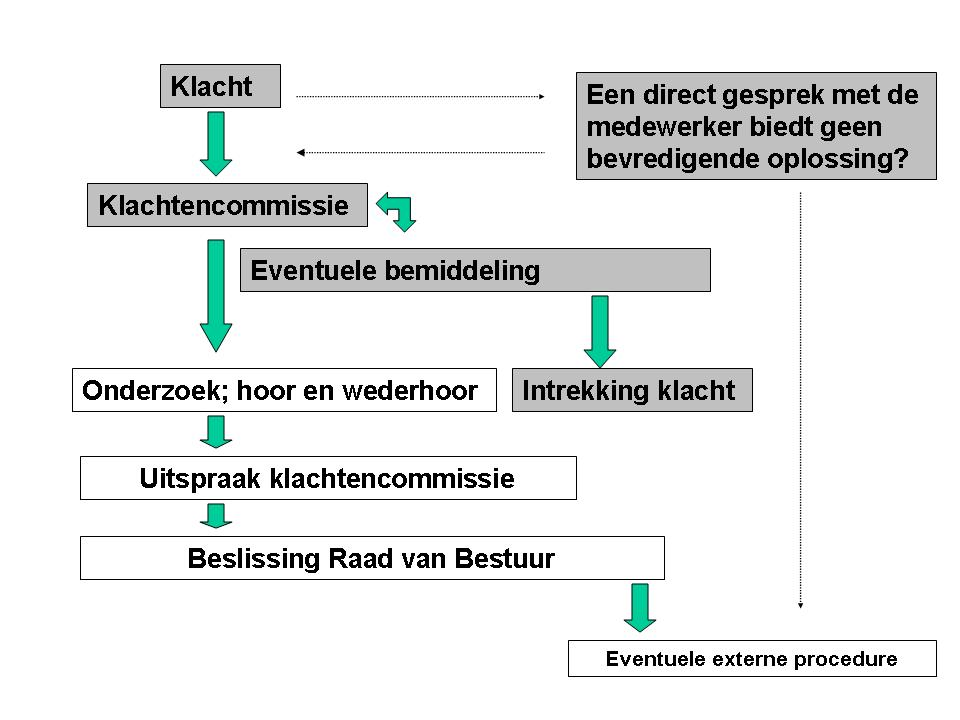 Klacht
Een direct gesprek met de
medewerker biedt geen
bevredigende oplossing?
Klachtencommissie
Eventuele bemiddeling
Onderzoek; hoor en wederhoor
Intrekking klacht
Uitspraak klachtencommissie
Beslissing Raad van Bestuur
Eventuele externe procedure